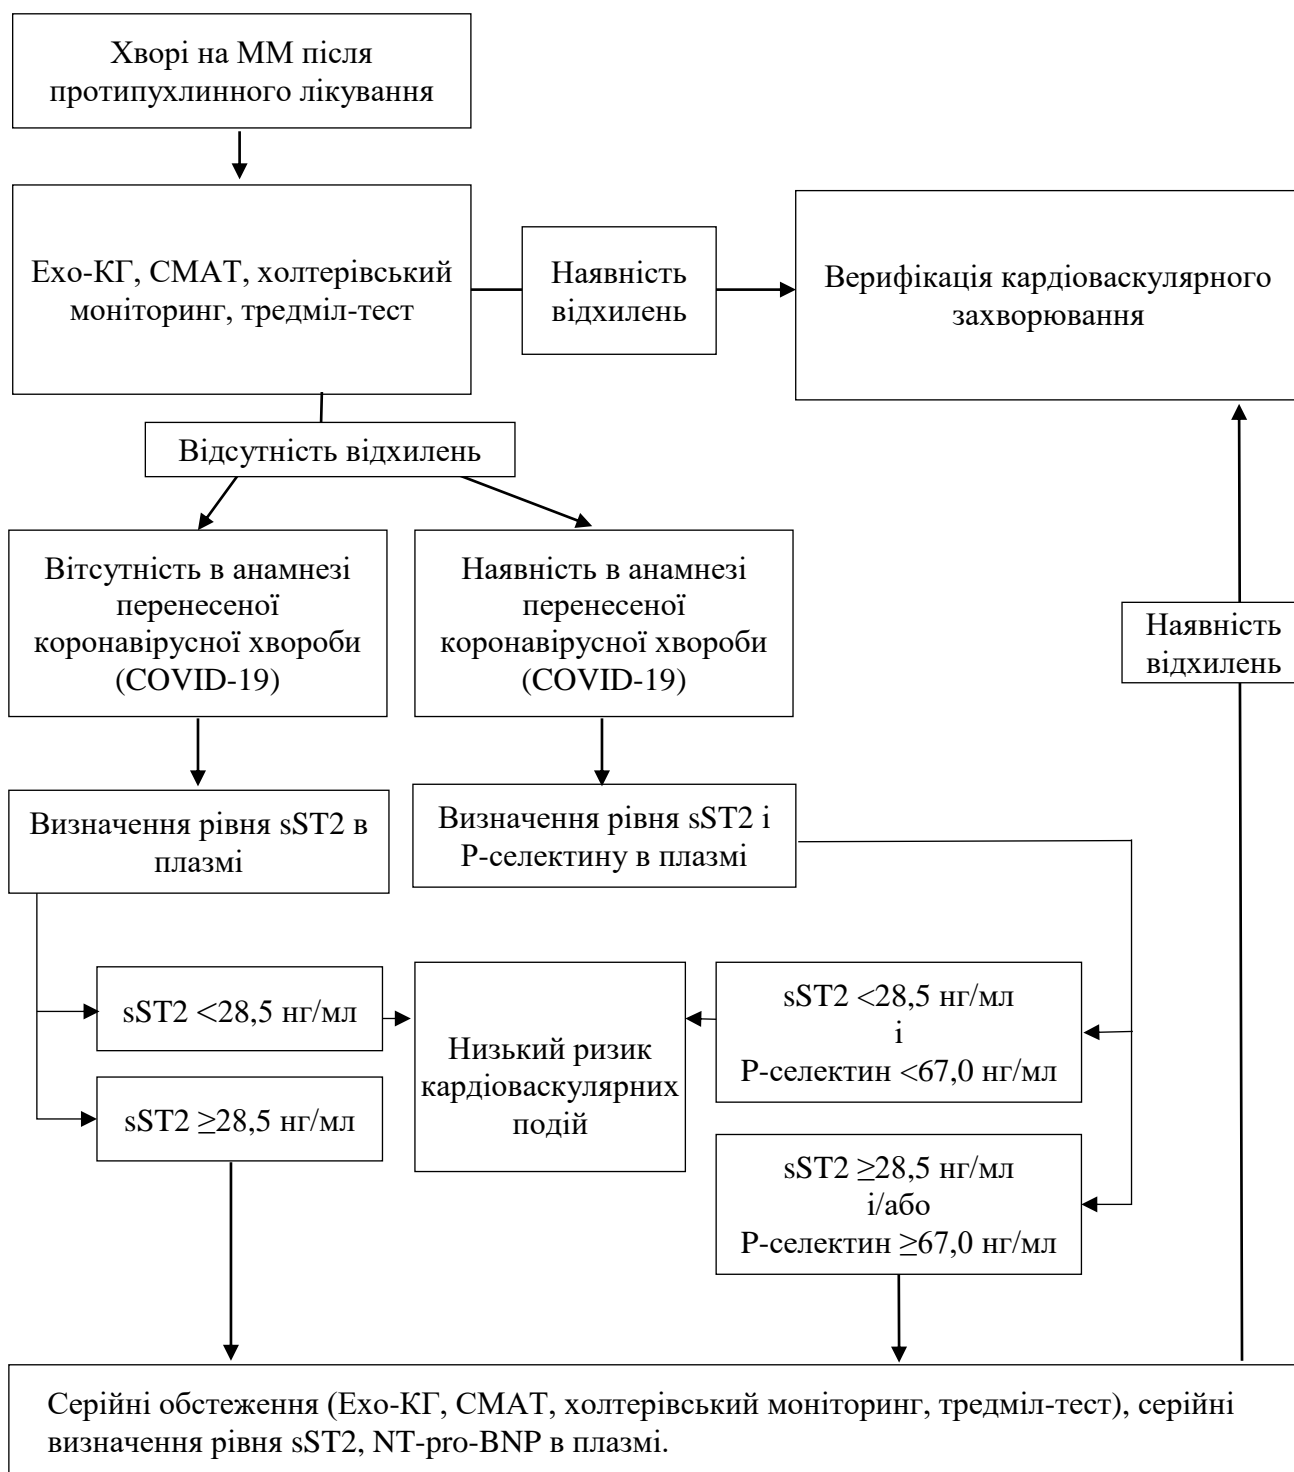 Хворі на ММ після
протипухлинного лікування
Ехо-КГ, СМАТ, холтерівський
моніторинг, тредміл-тест
Наявність
відхилень
Верифікація кардіоваскулярного
захворювання
Відсутність відхилень
Вітсутність в анамнезі
перенесеної
коронавірусної хвороби
(COVID-19)
Наявність в анамнезі
перенесеної
коронавірусної хвороби
(COVID-19)
Наявність
відхилень
Визначення рівня sST2 в
плазмі
Визначення рівня sST2 і
Р-селектину в плазмі
sST2 <28,5 нг/мл
sST2 ≥28,5 нг/мл
Низький ризик
кардіоваскулярних
подій
sST2 <28,5 нг/мл
і
Р-селектин <67,0 нг/мл
sST2 ≥28,5 нг/мл
і/або
Р-селектин ≥67,0 нг/мл
Серійні обстеження (Ехо-КГ, СМАТ, холтерівський моніторинг, тредміл-тест), серійні
визначення рівня sST2, NT-pro-BNP в плазмі.